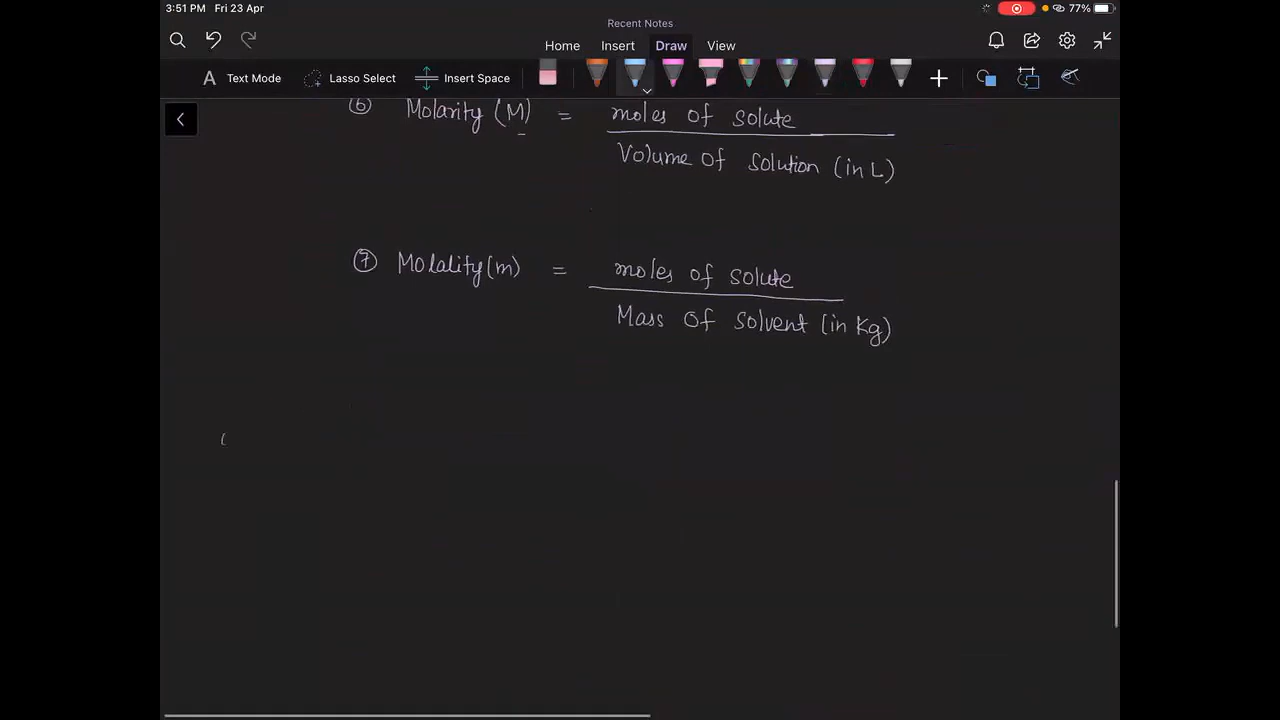 3:51 PM Fri 23 Apr
77%
Recent Notes
Home Insert Draw View
A Text Mode Lasso Select Insert Space
⑥ Molarity (M) = moles of solute
Volume of solution (in L)
⑦ Molality(m) = moles of solute
Mass of solvent (in Kg)
(